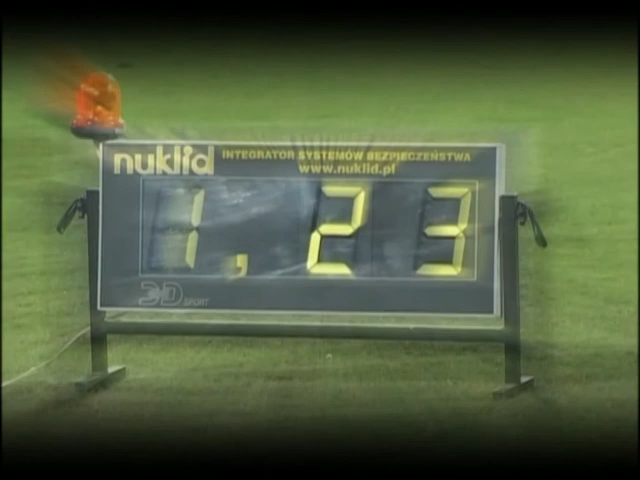 nuklid
INTEGRATOR SYSTEMÓW BEZPIECZEŃSTWA
www.nuklid.pl
1,23
3D SPORT